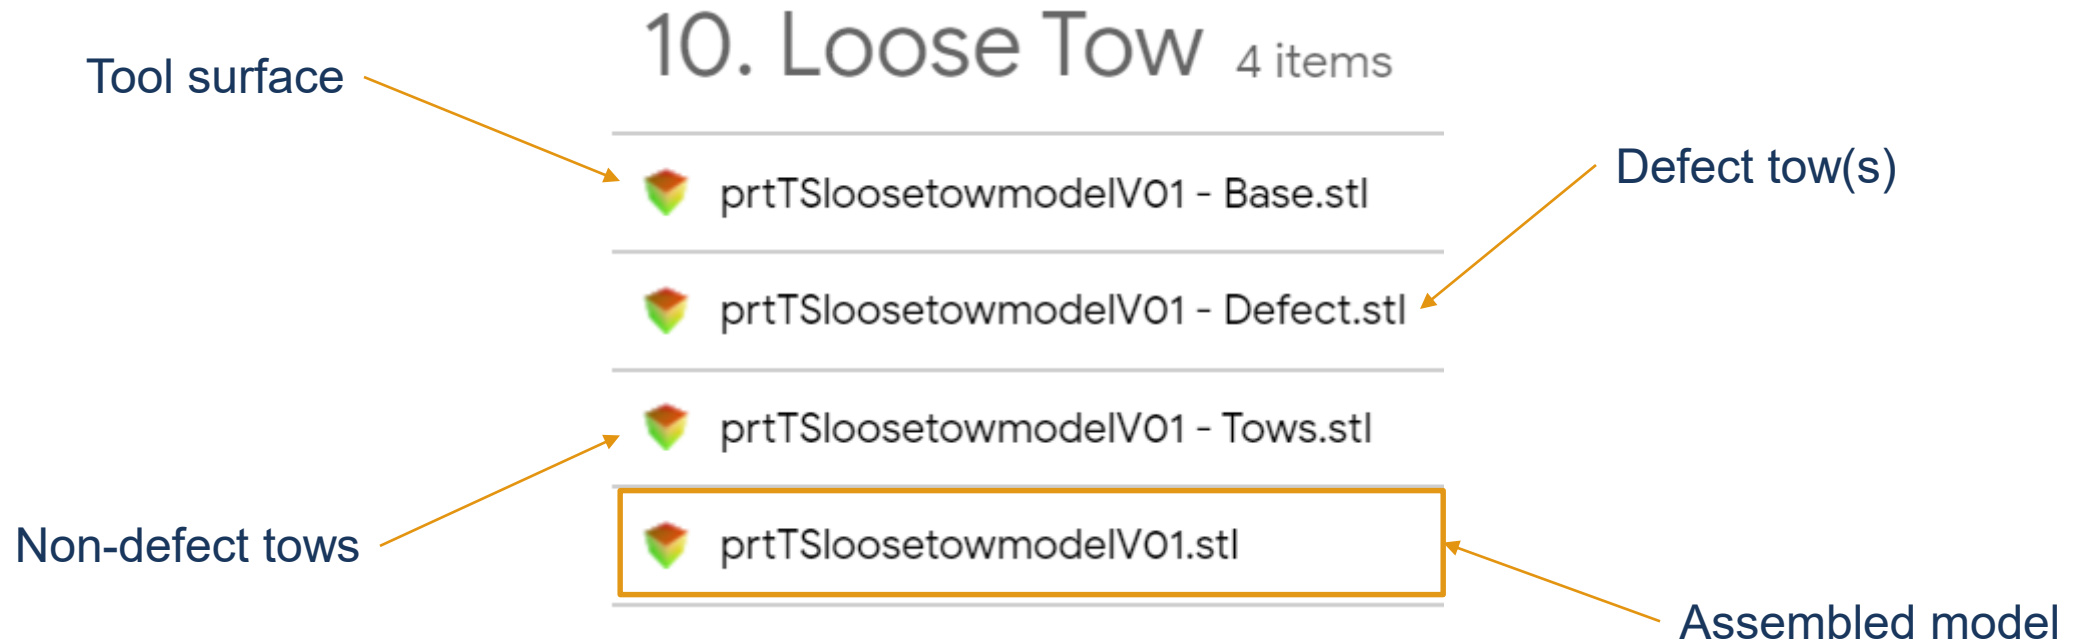 10. Loose Tow 4 items
Tool surface
prtTSloosetowmodelV01 - Base.stl
Defect tow(s)
prtTSloosetowmodelV01 - Defect.stl
prtTSloosetowmodelV01 - Tows.stl
Non-defect tows
prtTSloosetowmodelV01.stl
Assembled model